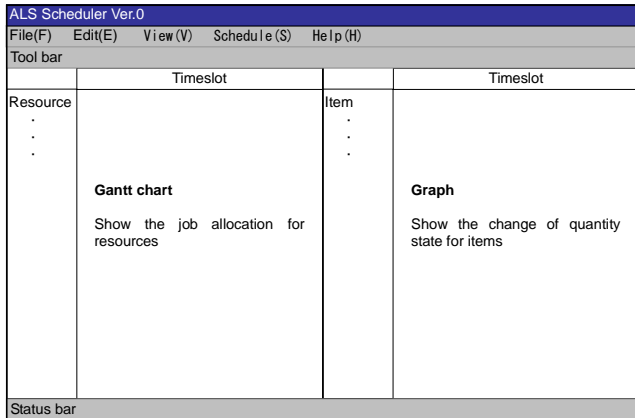 ALS Scheduler Ver.0
File(F) Edit(E) View(V) Schedule(S) Help(H)
Tool bar
Timeslot Timeslot
Resource Item
・ ・
・ ・
・ ・
Gantt chart Graph
Show the job allocation for resources
Show the change of quantity state for items
Status bar